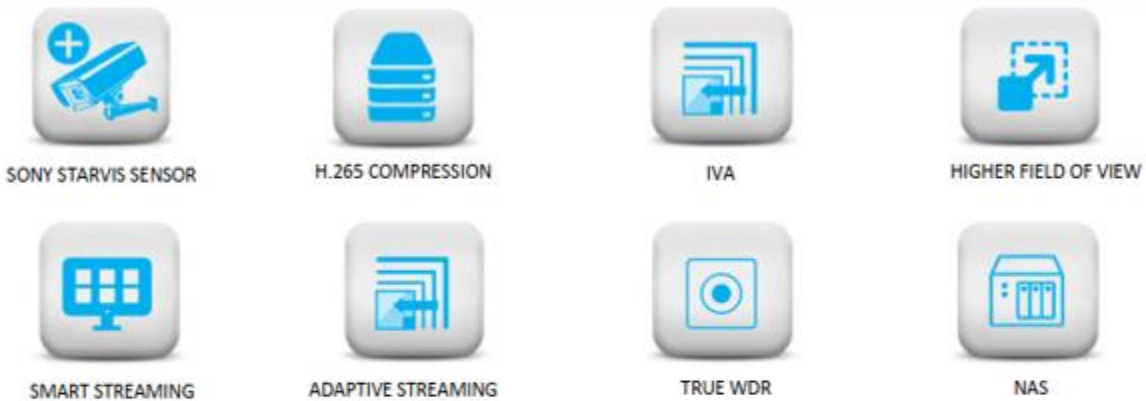 SONY STARVIS SENSOR
H.265 COMPRESSION
IVA
HIGHER FIELD OF VIEW
SMART STREAMING
ADAPTIVE STREAMING
TRUE WDR
NAS